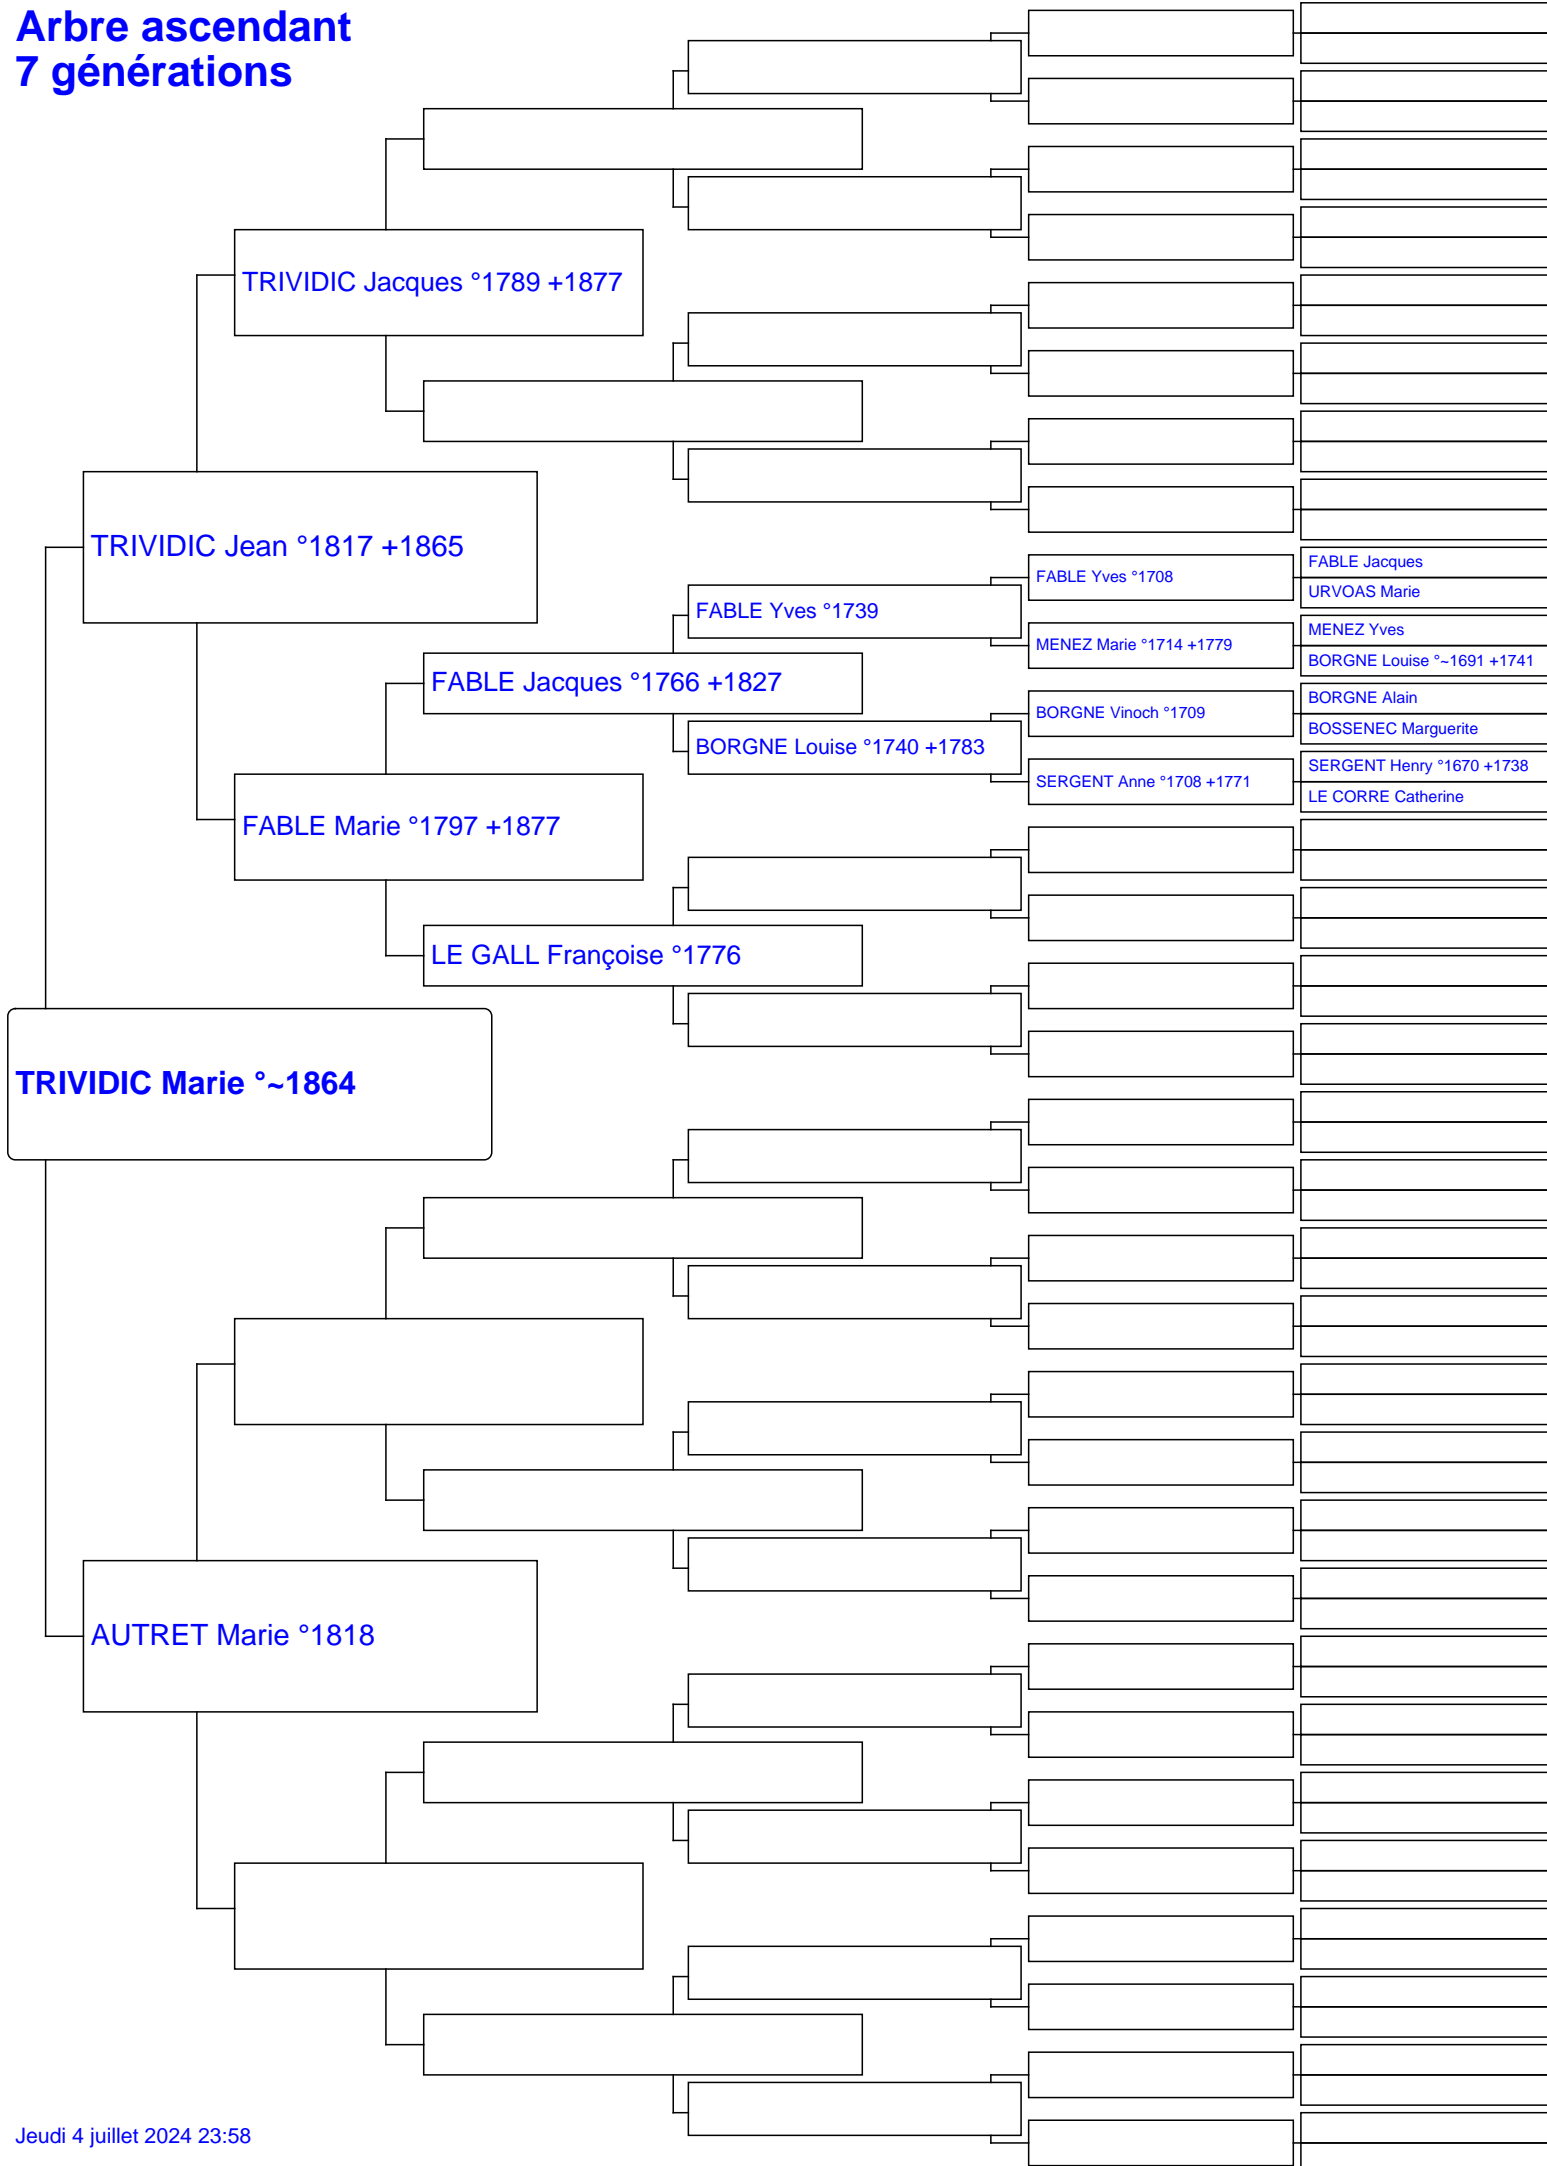 Arbre ascendant
7 générations
TRIVIDIC Jacques °1789 +1877
TRIVIDIC Jean °1817 +1865
FABLE Jacques
FABLE Yves °1708
URVOAS Marie
FABLE Yves °1739
MENEZ Yves
MENEZ Marie °1714 +1779
BORGNE Louise °~1691 +1741
FABLE Jacques °1766 +1827
BORGNE Alain
BORGNE Vinoch °1709
BOSSENEC Marguerite
BORGNE Louise °1740 +1783
SERGENT Henry °1670 +1738
SERGENT Anne °1708 +1771
LE CORRE Catherine
FABLE Marie °1797 +1877
LE GALL Françoise °1776
TRIVIDIC Marie °~1864
AUTRET Marie °1818
Jeudi 4 juillet 2024 23:58